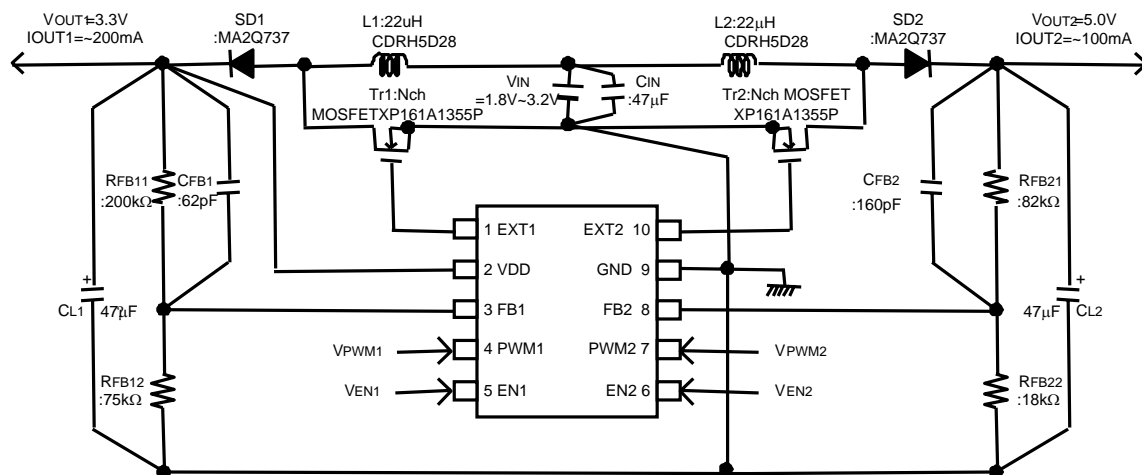 VOUT1=3.3V
IOUT1=~200mA
SD1
:MA2Q737
L1:22uH
CDRH5D28
L2:22μH
CDRH5D28
SD2
:MA2Q737
VOUT2=5.0V
IOUT2=~100mA
VIN
=1.8V~3.2V
CIN
:47μF
Tr1:Nch
MOSFETXP161A1355P
Tr2:Nch MOSFET
XP161A1355P
RFB11
:200kΩ
CFB1
:62pF
CFB2
:160pF
RFB21
:82kΩ
1 EXT1
EXT2 10
2 VDD
GND 9
3 FB1
FB2 8
4 PWM1
PWM2 7
5 EN1
EN2 6
+
CL1
47μF
+
47μF
CL2
VPWM1
VPWM2
VEN1
VEN2
RFB12
:75kΩ
RFB22
:18kΩ